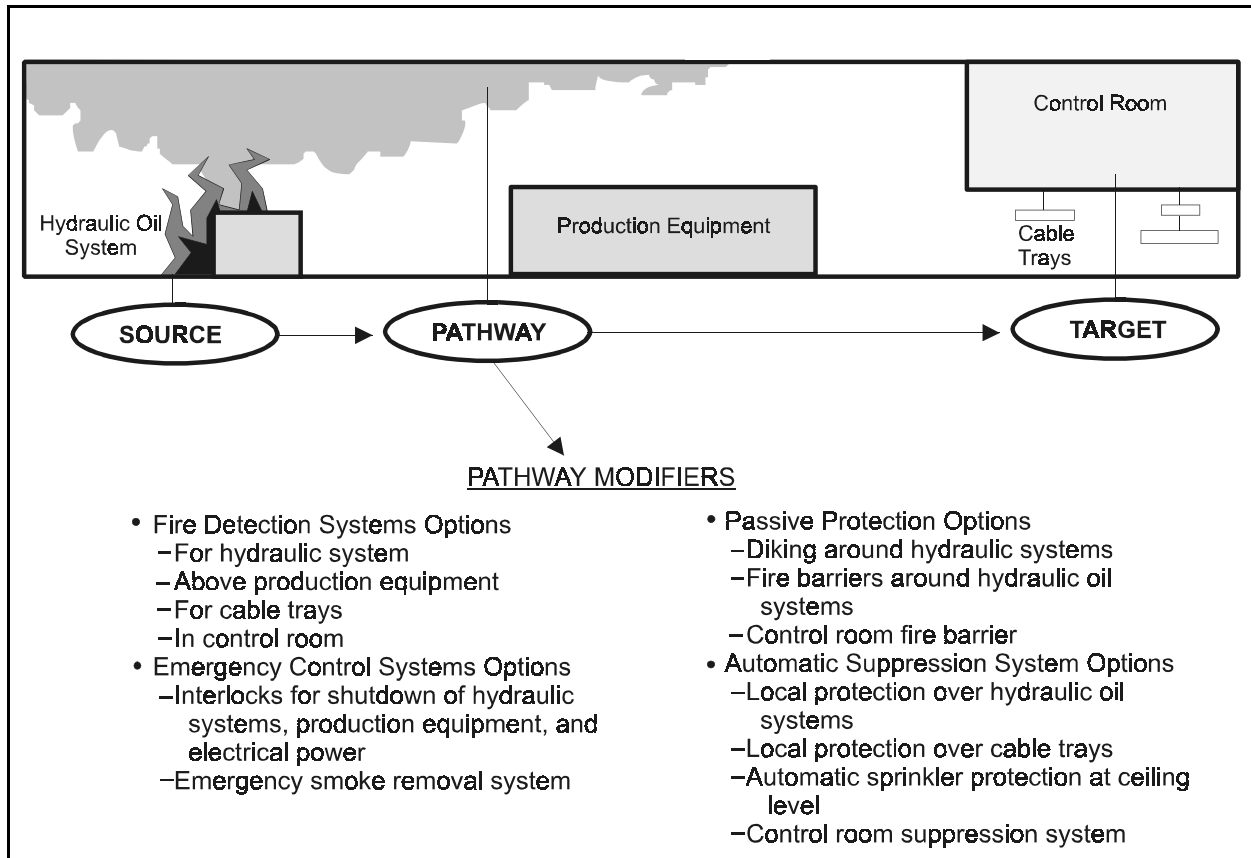 Control Room
Hydraulic Oil
System
Production Equipment
Cable
Trays
SOURCE
PATHWAY
TARGET
PATHWAY MODIFIERS
• Fire Detection Systems Options
–For hydraulic system
–Above production equipment
–For cable trays
–In control room
• Emergency Control Systems Options
–Interlocks for shutdown of hydraulic
systems, production equipment, and
electrical power
–Emergency smoke removal system
• Passive Protection Options
–Diking around hydraulic systems
–Fire barriers around hydraulic oil
systems
–Control room fire barrier
• Automatic Suppression System Options
–Local protection over hydraulic oil
systems
–Local protection over cable trays
–Automatic sprinkler protection at ceiling
level
–Control room suppression system